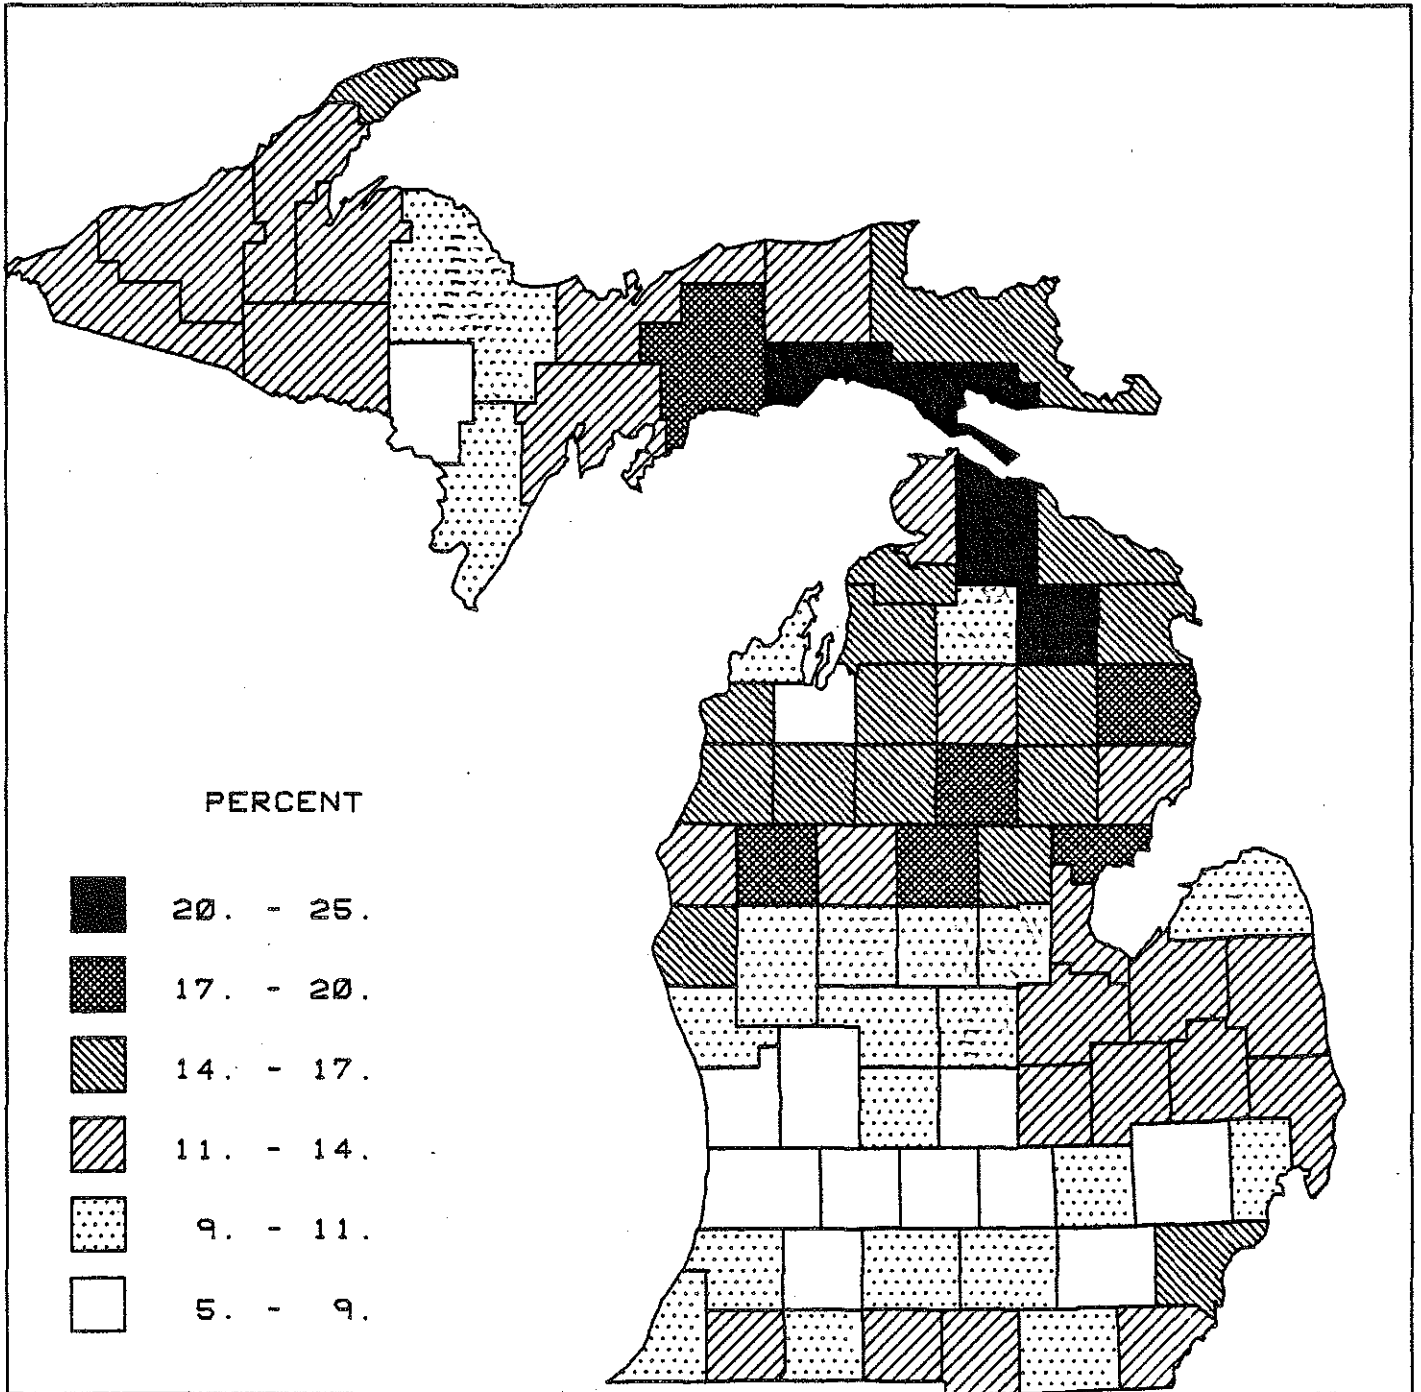 PERCENT
20. - 25.
17. - 20.
14. - 17.
11. - 14.
9. - 11.
5. - 9.